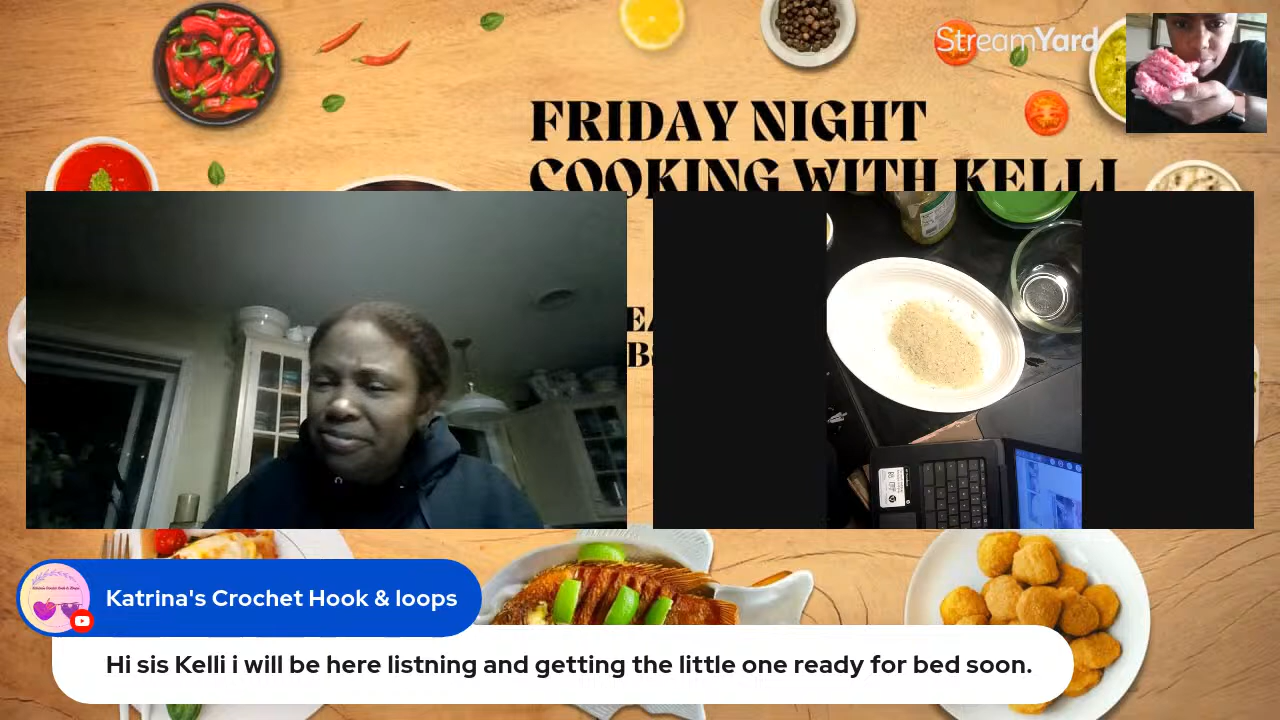 StreamYard
FRIDAY NIGHT
COOKING WITH KELLI
Katrina's Crochet Hook & loops
Hi sis Kelli i will be here listning and getting the little one ready for bed soon.